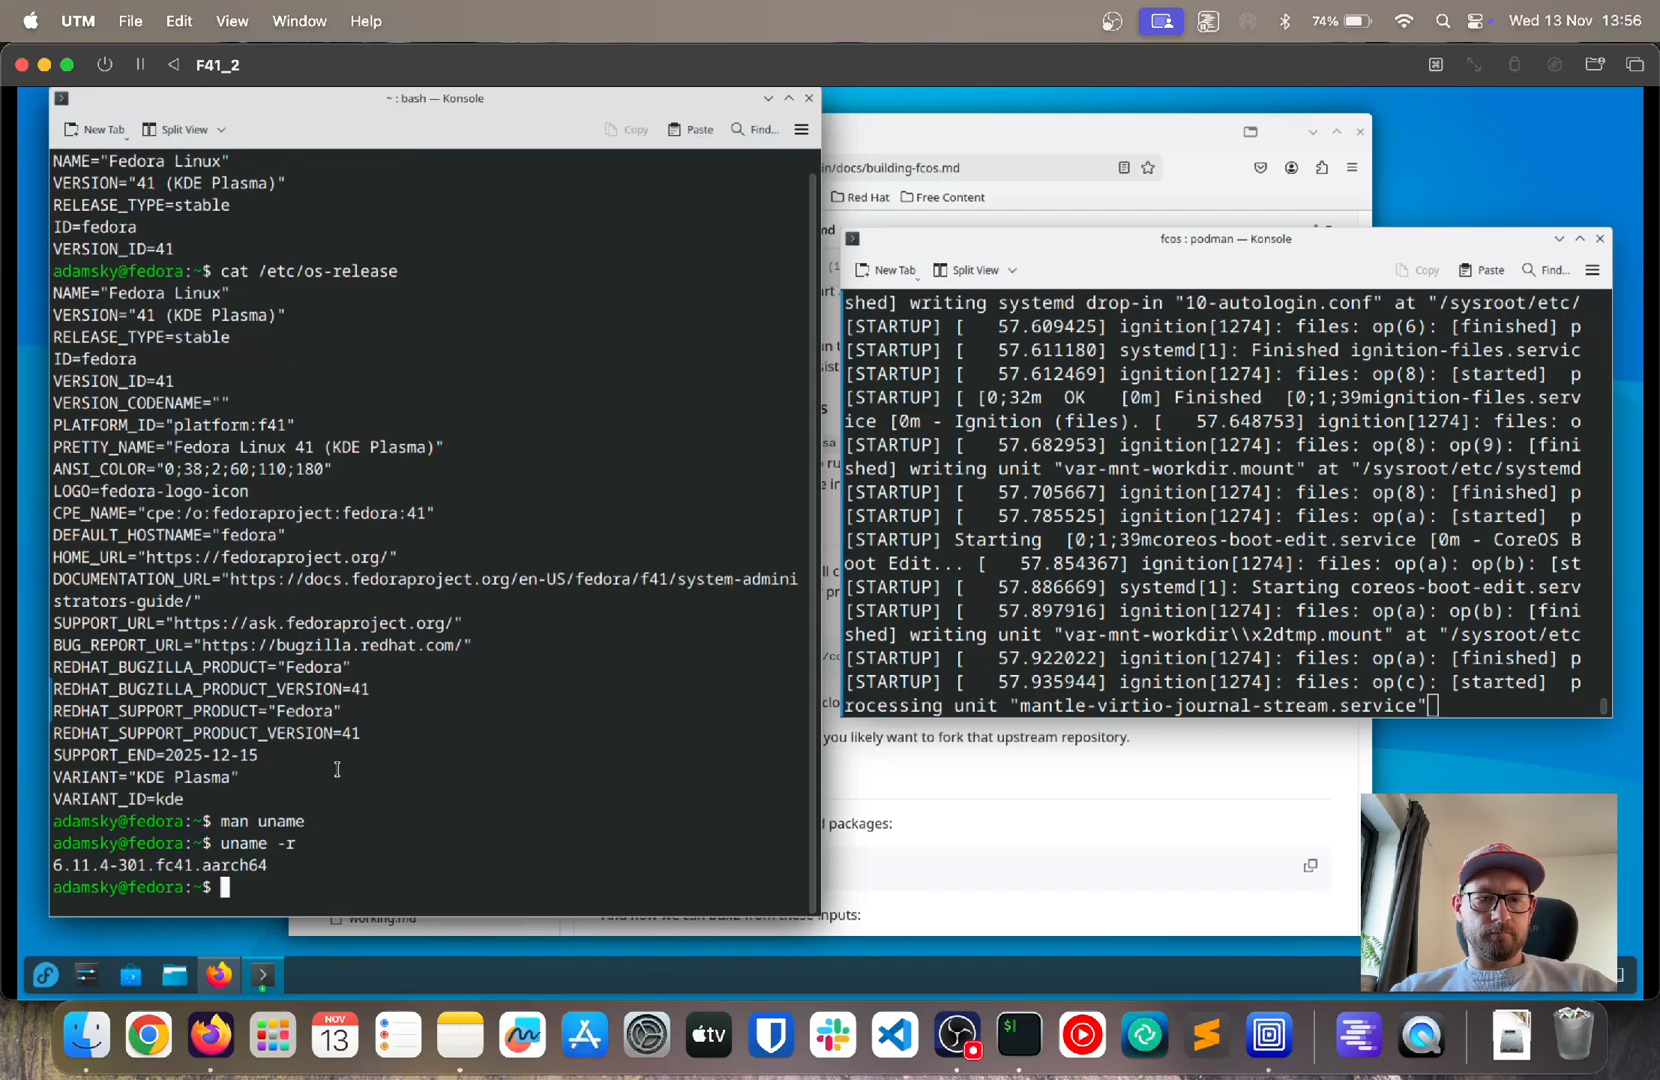 UTM File Edit View Window Help
74% Wed 13 Nov 13:56
F41_2
~ : bash — Konsole
New Tab Split View Copy Paste Find...
NAME="Fedora Linux"
VERSION="41 (KDE Plasma)"
RELEASE_TYPE=stable
ID=fedora
VERSION_ID=41
adamsky@fedora:~$ cat /etc/os-release
NAME="Fedora Linux"
VERSION="41 (KDE Plasma)"
RELEASE_TYPE=stable
ID=fedora
VERSION_ID=41
VERSION_CODENAME=""
PLATFORM_ID="platform:f41"
PRETTY_NAME="Fedora Linux 41 (KDE Plasma)"
ANSI_COLOR="0;38;2;60;110;180"
LOGO=fedora-logo-icon
CPE_NAME="cpe:/o:fedoraproject:fedora:41"
DEFAULT_HOSTNAME="fedora"
HOME_URL="https://fedoraproject.org/"
DOCUMENTATION_URL="https://docs.fedoraproject.org/en-US/fedora/f41/system-admini
strators-guide/"
SUPPORT_URL="https://ask.fedoraproject.org/"
BUG_REPORT_URL="https://bugzilla.redhat.com/"
REDHAT_BUGZILLA_PRODUCT="Fedora"
REDHAT_BUGZILLA_PRODUCT_VERSION=41
REDHAT_SUPPORT_PRODUCT="Fedora"
REDHAT_SUPPORT_PRODUCT_VERSION=41
SUPPORT_END=2025-12-15
VARIANT="KDE Plasma"
VARIANT_ID=kde
adamsky@fedora:~$ man uname
adamsky@fedora:~$ uname -r
6.11.4-301.fc41.aarch64
adamsky@fedora:~$
in/docs/building-fcos.md
Red Hat Free Content
fcos : podman — Konsole
New Tab Split View Copy Paste Find...
shed] writing systemd drop-in "10-autologin.conf" at "/sysroot/etc/
[STARTUP] [   57.609425] ignition[1274]: files: op(6): [finished] p
[STARTUP] [   57.611180] systemd[1]: Finished ignition-files.servic
[STARTUP] [   57.612469] ignition[1274]: files: op(8): [started]  p
[STARTUP] [ [0;32m  OK   [0m] Finished  [0;1;39mignition-files.serv
ice [0m - Ignition (files). [   57.648753] ignition[1274]: files: o
[STARTUP] [   57.682953] ignition[1274]: files: op(8): op(9): [fini
shed] writing unit "var-mnt-workdir.mount" at "/sysroot/etc/systemd
[STARTUP] [   57.705667] ignition[1274]: files: op(8): [finished] p
[STARTUP] [   57.785525] ignition[1274]: files: op(a): [started]  p
[STARTUP] Starting  [0;1;39mcoreos-boot-edit.service [0m - CoreOS B
oot Edit... [   57.854367] ignition[1274]: files: op(a): op(b): [st
[STARTUP] [   57.886669] systemd[1]: Starting coreos-boot-edit.serv
[STARTUP] [   57.897916] ignition[1274]: files: op(a): op(b): [fini
shed] writing unit "var-mnt-workdir\\x2dtmp.mount" at "/sysroot/etc
[STARTUP] [   57.922022] ignition[1274]: files: op(a): [finished] p
[STARTUP] [   57.935944] ignition[1274]: files: op(c): [started]  p
rocessing unit "mantle-virtio-journal-stream.service"
you likely want to fork that upstream repository.
d packages:
inputs:
working.md
NOV
13
tv